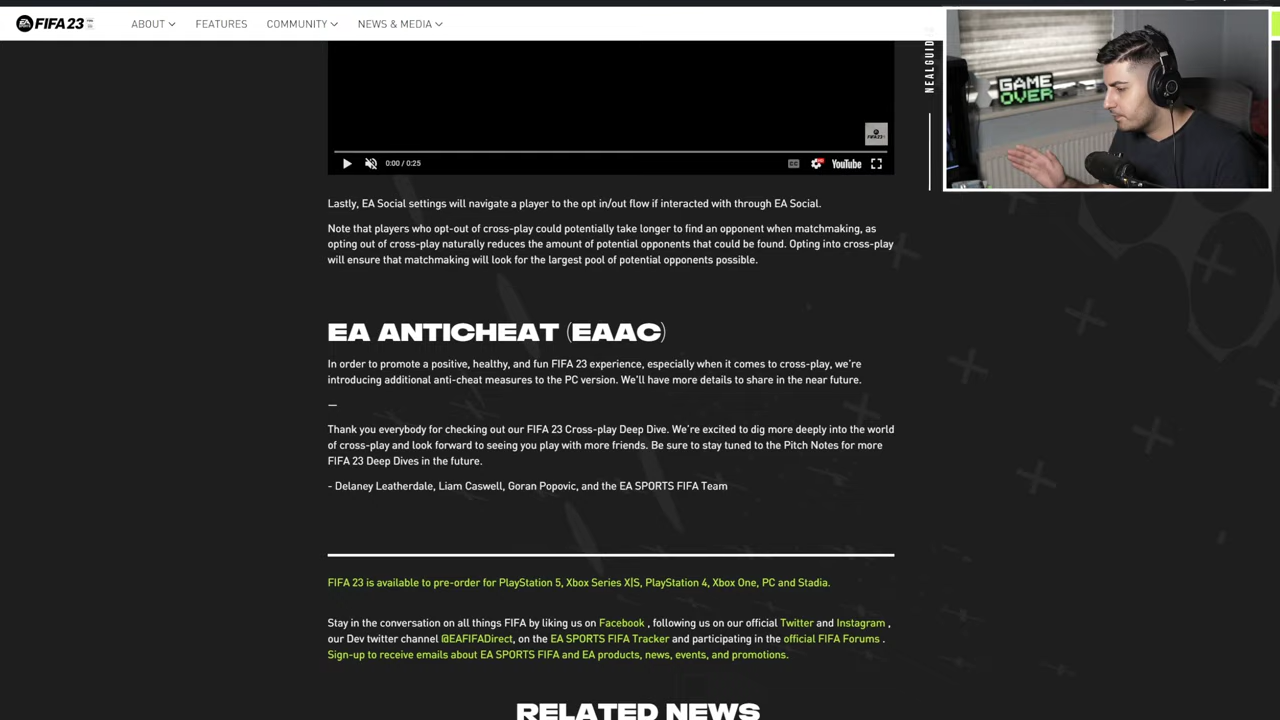 FIFA 23
ABOUT
FEATURES
COMMUNITY
NEWS & MEDIA
GAME
OVER
0:00 / 0:25
CC
YouTube
Lastly, EA Social settings will navigate a player to the opt in/out flow if interacted with through EA Social.
Note that players who opt-out of cross-play could potentially take longer to find an opponent when matchmaking, as
opting out of cross-play naturally reduces the amount of potential opponents that could be found. Opting into cross-play
will ensure that matchmaking will look for the largest pool of potential opponents possible.
EA ANTICHEAT (EAAC)
In order to promote a positive, healthy, and fun FIFA 23 experience, especially when it comes to cross-play, we're
introducing additional anti-cheat measures to the PC version. We'll have more details to share in the near future.
—
Thank you everybody for checking out our FIFA 23 Cross-play Deep Dive. We're excited to dig more deeply into the world
of cross-play and look forward to seeing you play with more friends. Be sure to stay tuned to the Pitch Notes for more
FIFA 23 Deep Dives in the future.
- Delaney Leatherdale, Liam Caswell, Goran Popovic, and the EA SPORTS FIFA Team
FIFA 23 is available to pre-order for PlayStation 5, Xbox Series X|S, PlayStation 4, Xbox One, PC and Stadia.
Stay in the conversation on all things FIFA by liking us on Facebook , following us on our official Twitter and Instagram ,
our Dev twitter channel @EAFIFADirect, on the EA SPORTS FIFA Tracker and participating in the official FIFA Forums .
Sign-up to receive emails about EA SPORTS FIFA and EA products, news, events, and promotions.
RELATED NEWS